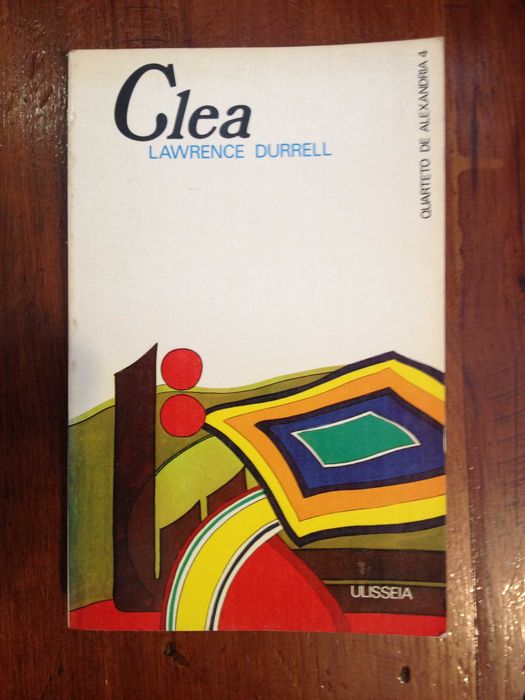 Clea
LAWRENCE DURRELL
QUARTETO DE ALEXANDRIA 4
ULISSEIA